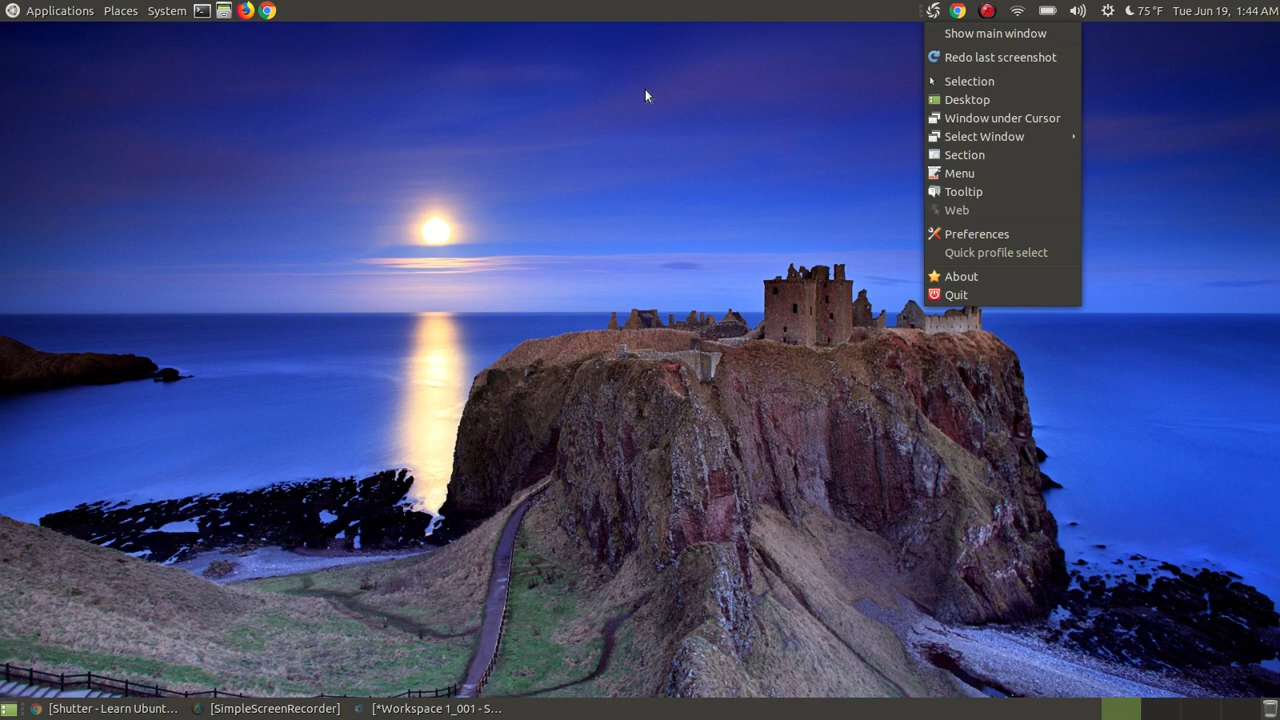 Applications Places System 75 °F Tue Jun 19, 1:44 AM
Show main window
Redo last screenshot
Selection
Desktop
Window under Cursor
Select Window
Section
Menu
Tooltip
Web
Preferences
Quick profile select
About
Quit
[Shutter - Learn Ubunt... [SimpleScreenRecorder] [*Workspace 1_001 - S...